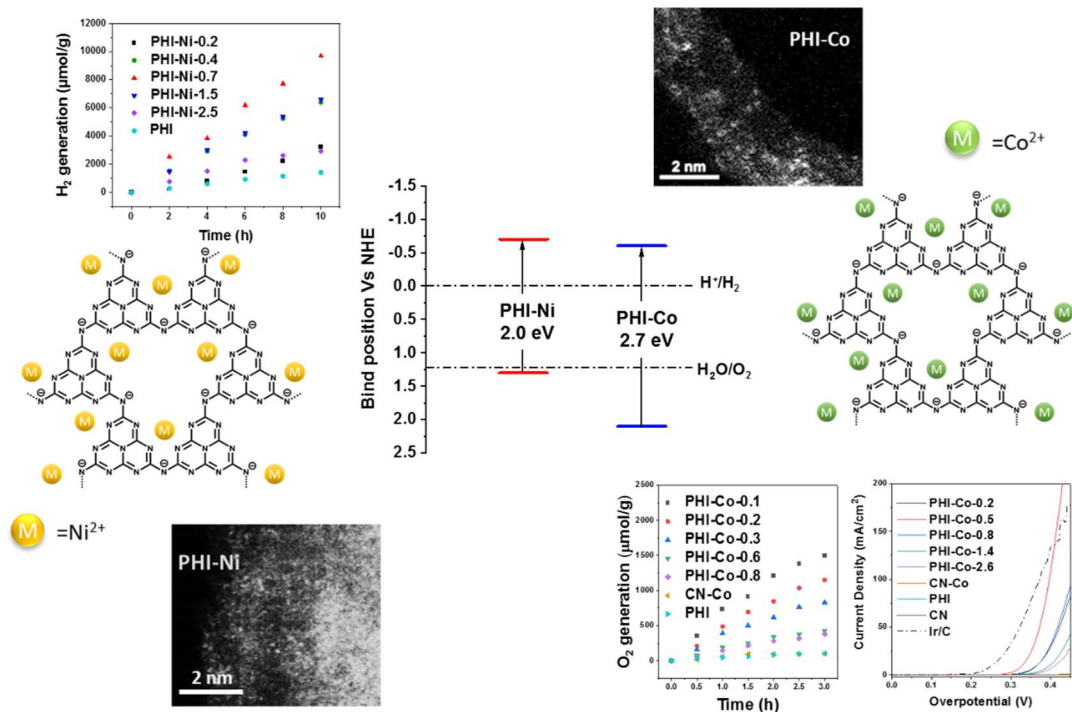 H₂ generation (μmol/g)
12000
10000
8000
6000
4000
2000
0
PHI-Ni-0.2
PHI-Ni-0.4
PHI-Ni-0.7
PHI-Ni-1.5
PHI-Ni-2.5
PHI
0 2 4 6 8 10
Time (h)
PHI-Co
2 nm
M =Co²⁺
Bind position Vs NHE
-1.5
-1.0
-0.5
0.0
0.5
1.0
1.5
2.0
2.5
PHI-Ni
2.0 eV
PHI-Co
2.7 eV
H⁺/H₂
H₂O/O₂
M =Ni²⁺
PHI-Ni
2 nm
O₂ generation (μmol/g)
2500
2000
1500
1000
500
0
PHI-Co-0.1
PHI-Co-0.2
PHI-Co-0.3
PHI-Co-0.6
PHI-Co-0.8
CN-Co
PHI
0.0 0.5 1.0 1.5 2.0 2.5 3.0
Time (h)
Current Density (mA/cm²)
200
150
100
50
0
PHI-Co-0.2
PHI-Co-0.5
PHI-Co-0.8
PHI-Co-1.4
PHI-Co-2.6
CN-Co
PHI
CN
Ir/C
0.0 0.1 0.2 0.3 0.4
Overpotential (V)